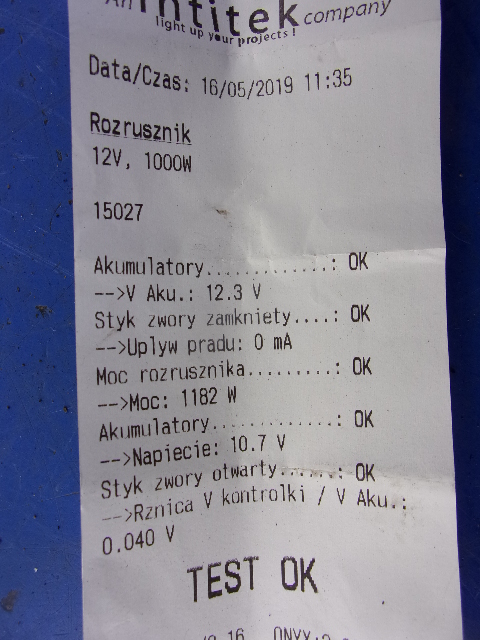 An intitek company
light up your projects !
Data/Czas: 16/05/2019 11:35
Rozrusznik
12V, 1000W
15027
Akumulatory.............: OK
-->V Aku.: 12.3 V
Styk zwory zamkniety....: OK
-->Uplyw pradu: 0 mA
Moc rozrusznika.........: OK
-->Moc: 1182 W
Akumulatory.............: OK
-->Napiecie: 10.7 V
Styk zwory otwarty......: OK
-->Rznica V kontrolki / V Aku.:
0.040 V
TEST OK